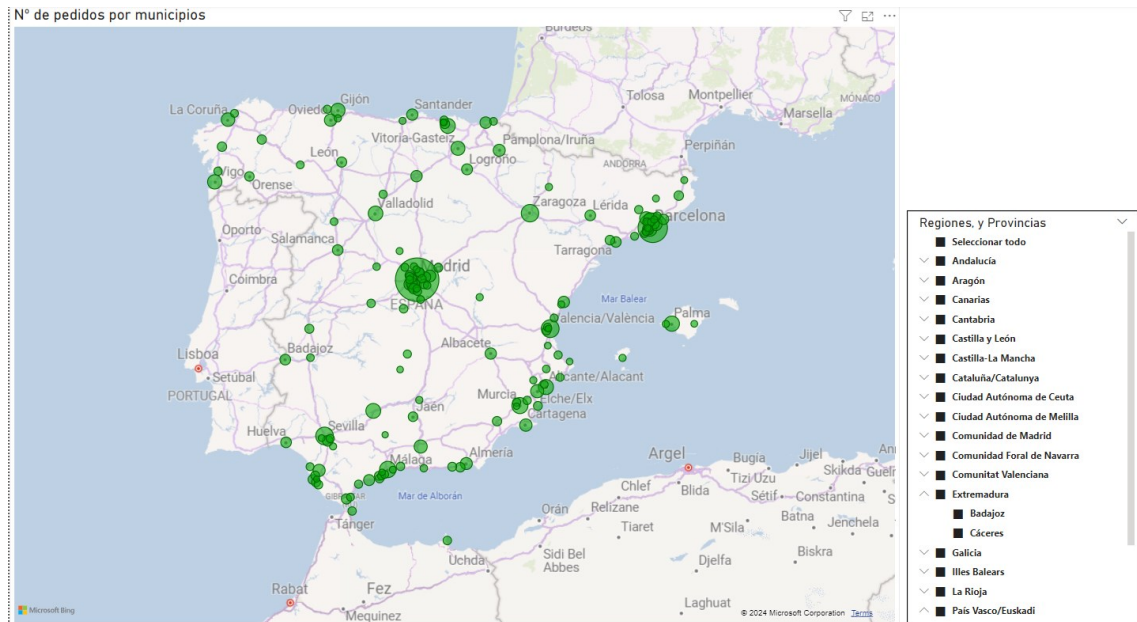 Nº de pedidos por municipios
Burdeos
La Coruña
Oviedo
Gijón
Santander
Tolosa
Montpellier
MÓNACO
Marsella
Vitoria-Gasteiz
Pamplona/Iruña
Perpiñán
León
Logroño
ANDORRA
Vigo
Orense
Valladolid
Zaragoza
Lérida
Barcelona
Oporto
Salamanca
Tarragona
Coimbra
Madrid
ESPAÑA
Mar Balear
Palma
Valencia/València
Lisboa
Badajoz
Albacete
Setúbal
Alicante/Alacant
PORTUGAL
Murcia
Elche/Elx
Jaén
Cartagena
Huelva
Sevilla
Málaga
Almería
Argel
Bugía
Jijel
Tizi Uzu
Skikda
GIBRALTAR
Mar de Alborán
Chlef
Blida
Sétif
Constantina
Tánger
Orán
Relizane
Tiaret
M'Sila
Batna
Jenchela
Uchda
Sidi Bel
Abbes
Djelfa
Biskra
Rabat
Fez
Mequinez
Laghuat
Microsoft Bing
© 2024 Microsoft Corporation Terms
Regiones, y Provincias
Seleccionar todo
Andalucía
Aragón
Canarias
Cantabria
Castilla y León
Castilla-La Mancha
Cataluña/Catalunya
Ciudad Autónoma de Ceuta
Ciudad Autónoma de Melilla
Comunidad de Madrid
Comunidad Foral de Navarra
Comunitat Valenciana
Extremadura
Badajoz
Cáceres
Galicia
Illes Balears
La Rioja
País Vasco/Euskadi